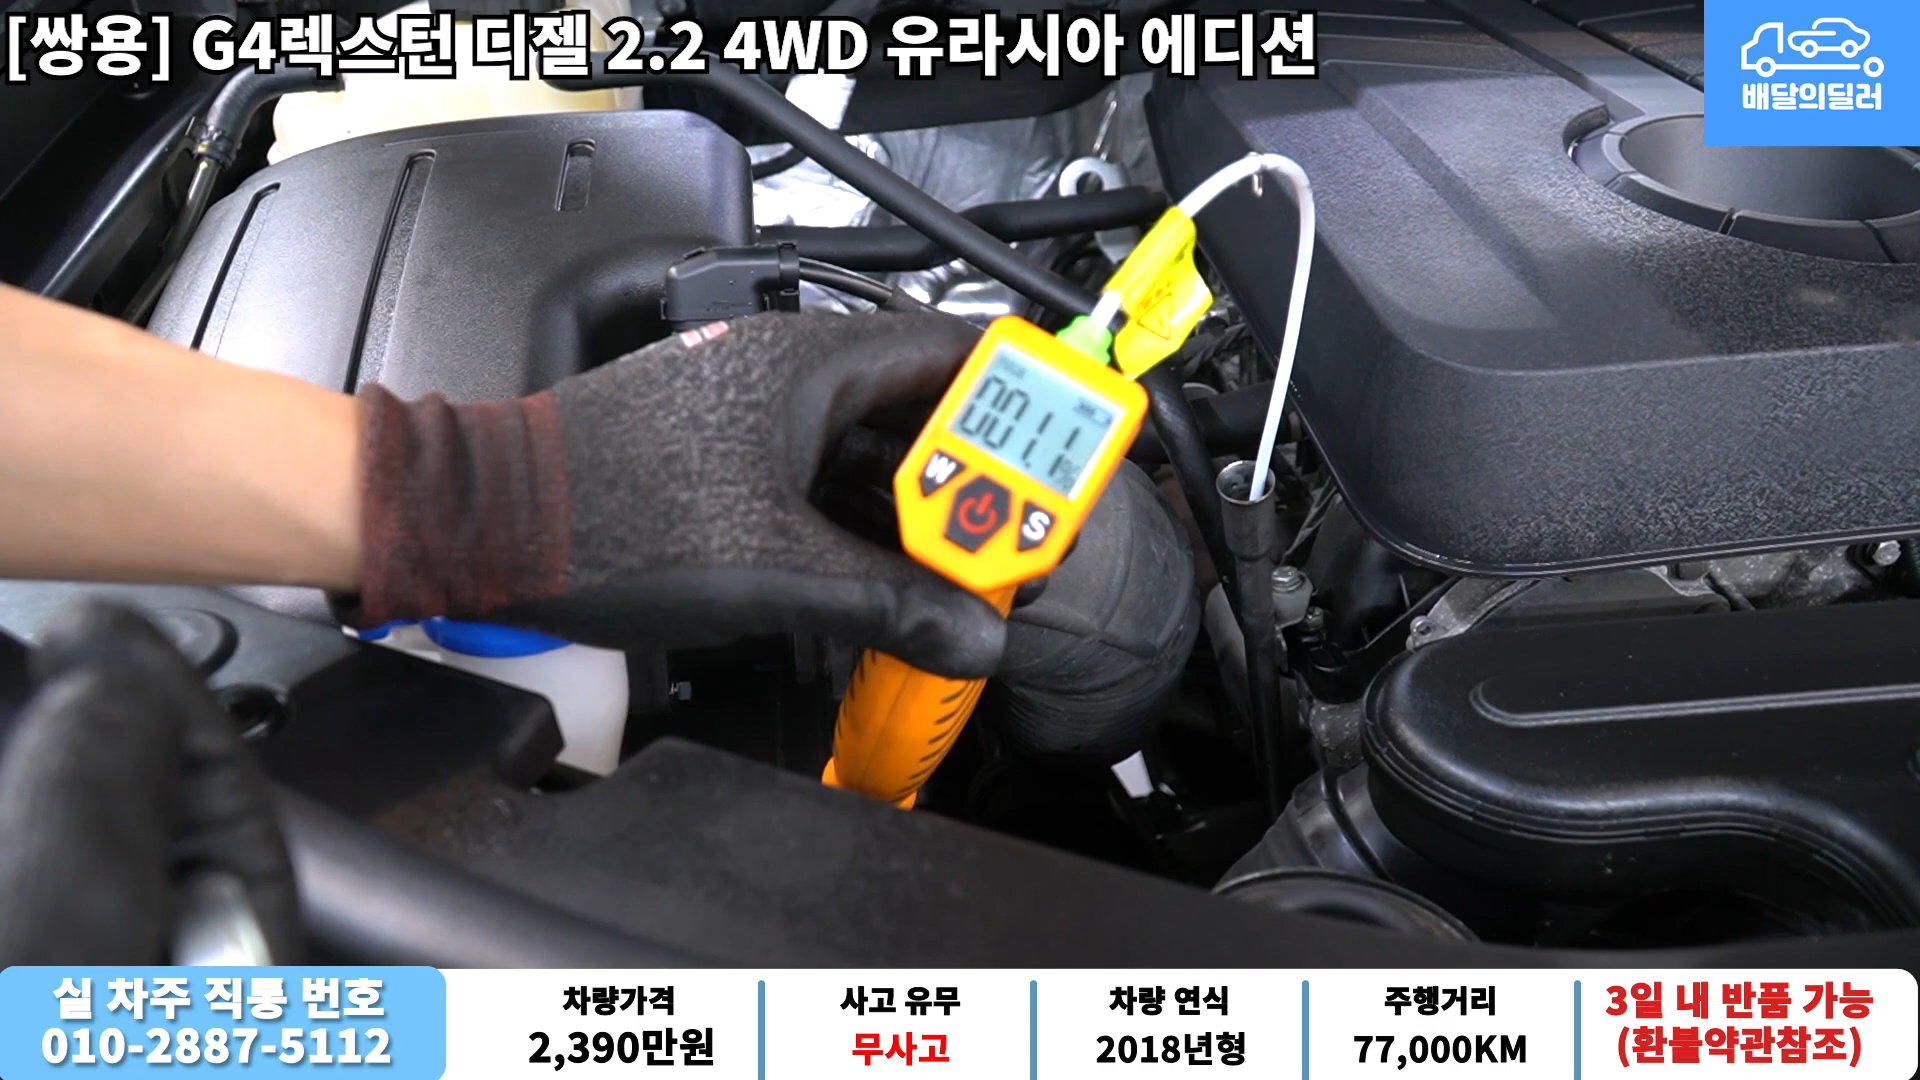 [쌍용] G4렉스턴 디젤 2.2 4WD 유라시아 에디션
배달의딜러
001.1%
W
S
실 차주 직통 번호
010-2887-5112
차량가격
2,390만원
사고 유무
무사고
차량 연식
2018년형
주행거리
77,000KM
3일 내 반품 가능
(환불약관참조)